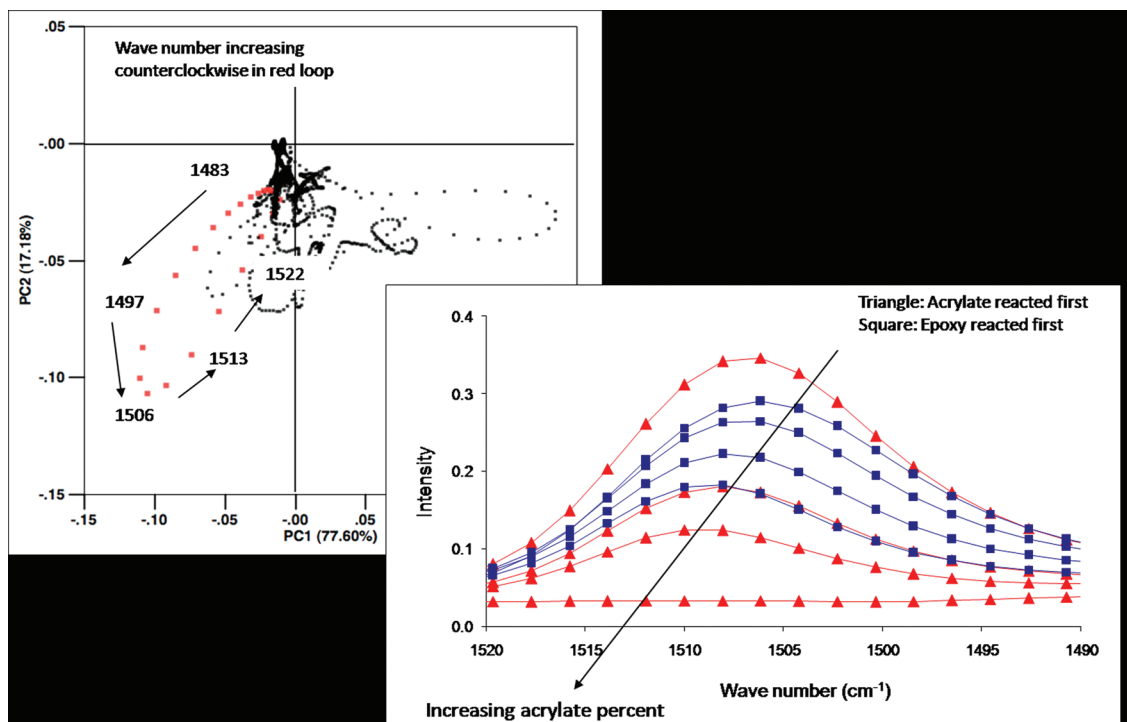 .05
Wave number increasing
counterclockwise in red loop
-.00
1483
-.05
1522
1497
1513
-.10
1506
-.15
-.15 -.10 -.05 -.00 .05
PC1 (77.60%)
PC2 (17.18%)
Triangle: Acrylate reacted first
Square: Epoxy reacted first
0.4
0.3
0.2
0.1
0.0
Intensity
1520 1515 1510 1505 1500 1495 1490
Wave number (cm⁻¹)
Increasing acrylate percent